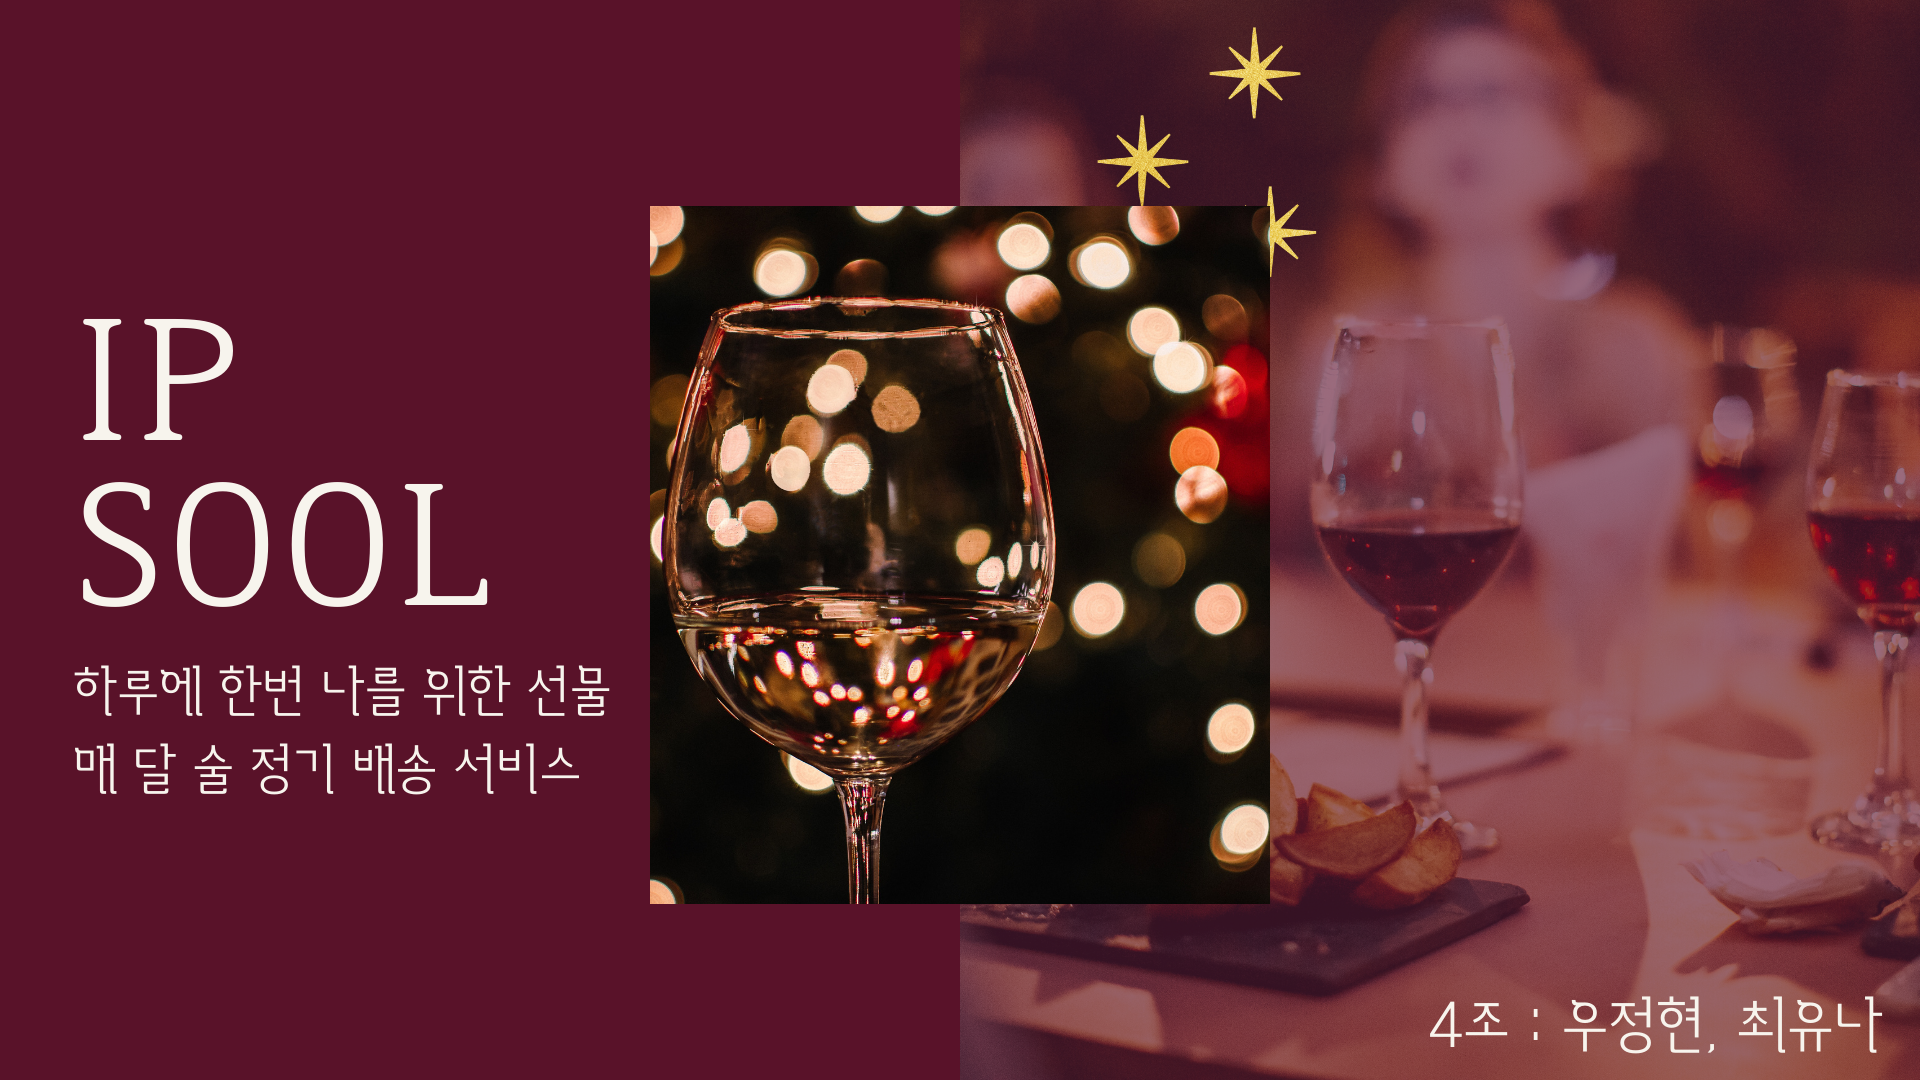 IP
SOOL
하루에 한번 나를 위한 선물
매 달 술 정기 배송 서비스
4조 : 우정현, 최유나